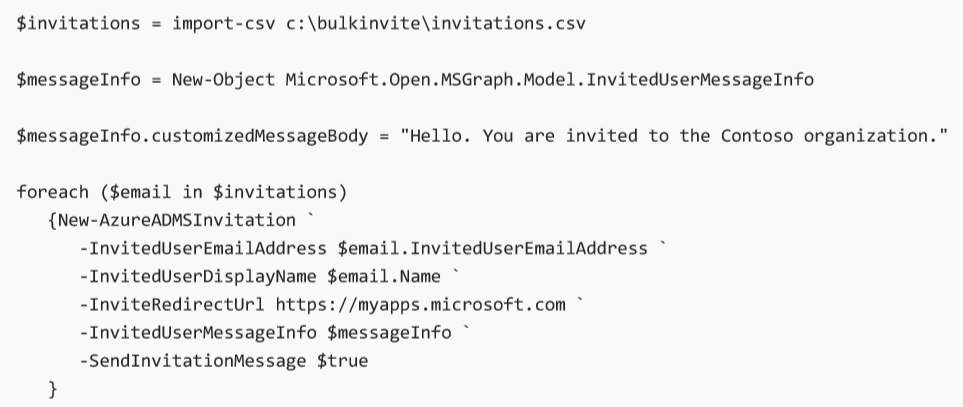 $invitations = import-csv c:\bulkinvite\invitations.csv
$messageInfo = New-Object Microsoft.Open.MSGraph.Model.InvitedUserMessageInfo
$messageInfo.customizedMessageBody = "Hello. You are invited to the Contoso organization."
foreach ($email in $invitations)
{New-AzureADMSInvitation `
-InvitedUserEmailAddress $email.InvitedUserEmailAddress `
-InvitedUserDisplayName $email.Name `
-InviteRedirectUrl https://myapps.microsoft.com `
-InvitedUserMessageInfo $messageInfo `
-SendInvitationMessage $true
}